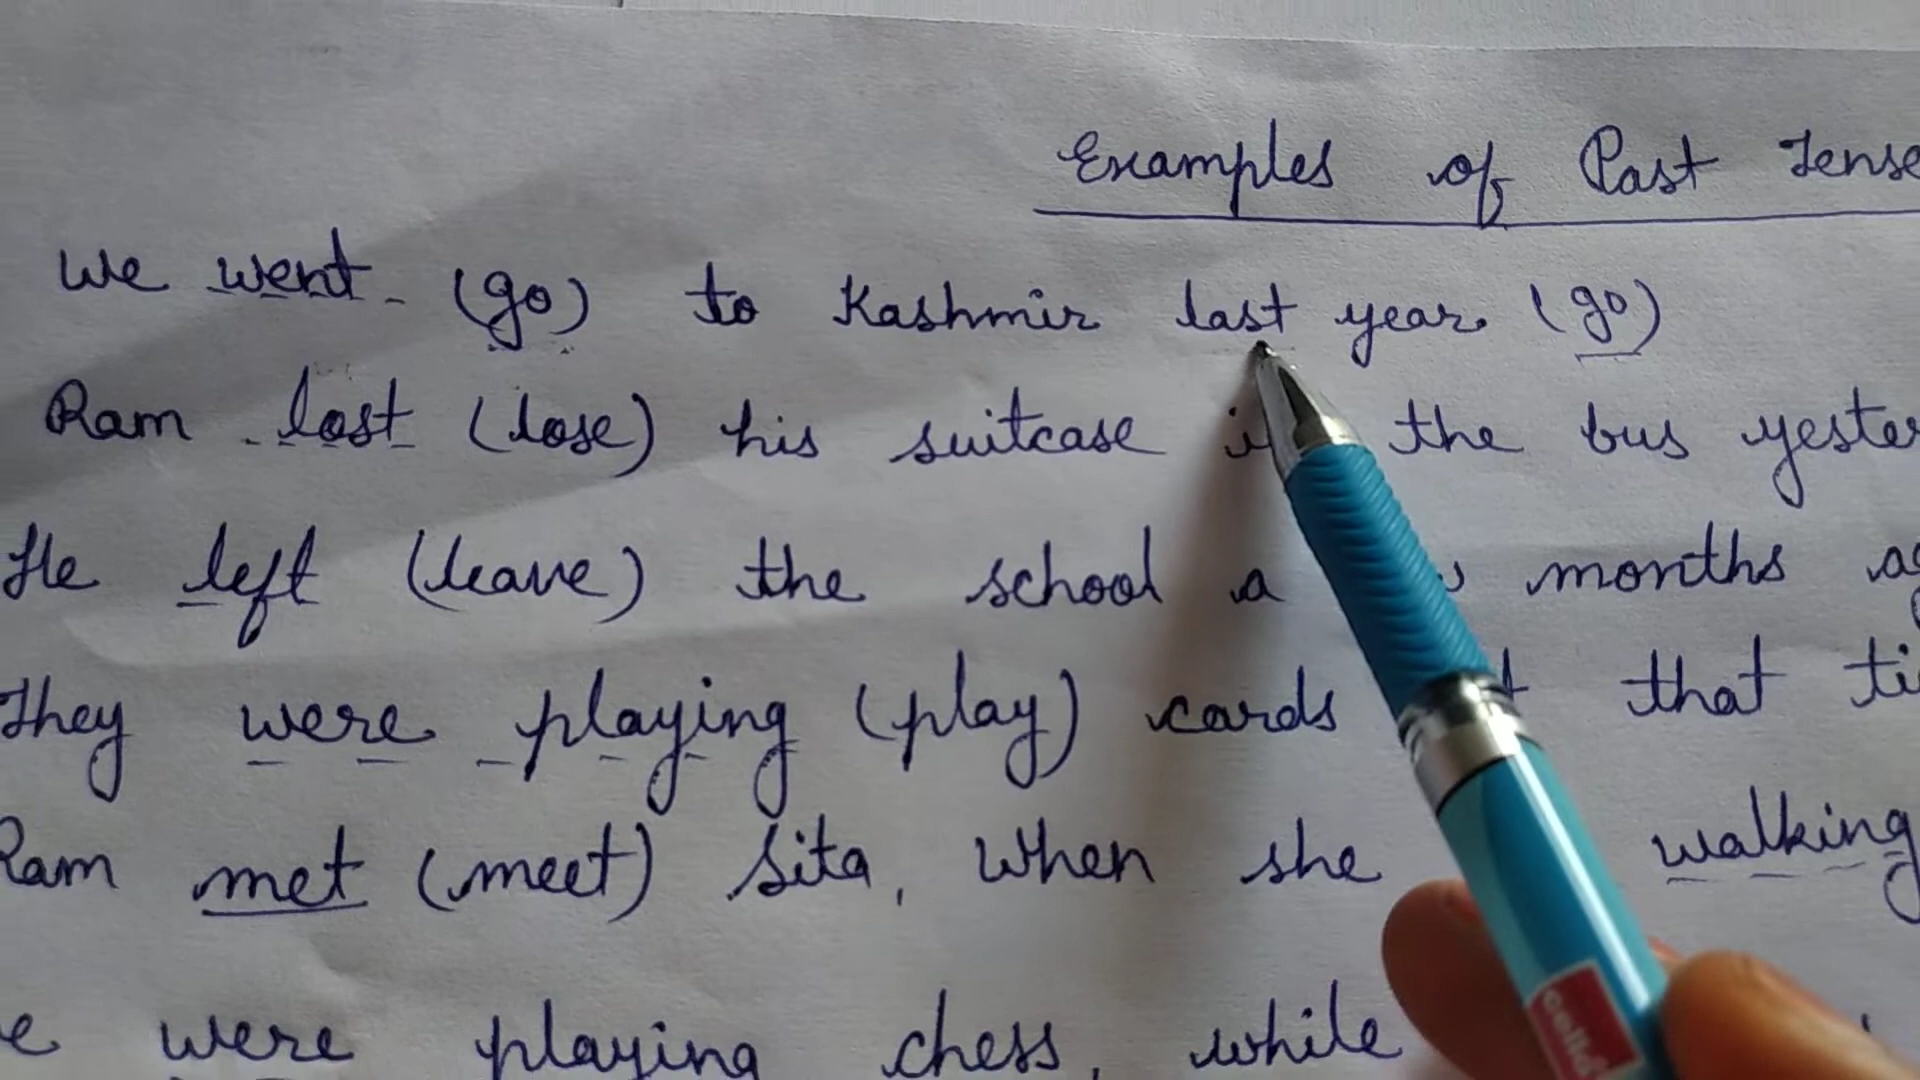 Examples of Past Tense
We went (go) to Kashmir last year (go)
Ram lost (lose) his suitcase the bus
He left (leave) the school a months
They were playing (play) cards that
Ram met (meet) Sita, when she walking
were playing chess, while
cello